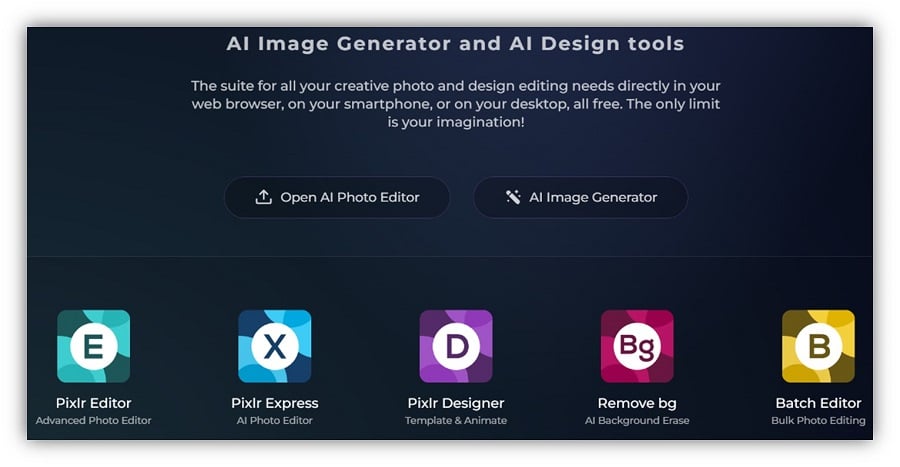 AI Image Generator and AI Design tools
The suite for all your creative photo and design editing needs directly in your
web browser, on your smartphone, or on your desktop, all free. The only limit
is your imagination!
Open AI Photo Editor
AI Image Generator
E
X
D
Bg
B
Pixlr Editor
Pixlr Express
Pixlr Designer
Remove bg
Batch Editor
Advanced Photo Editor
AI Photo Editor
Template & Animate
AI Background Erase
Bulk Photo Editing